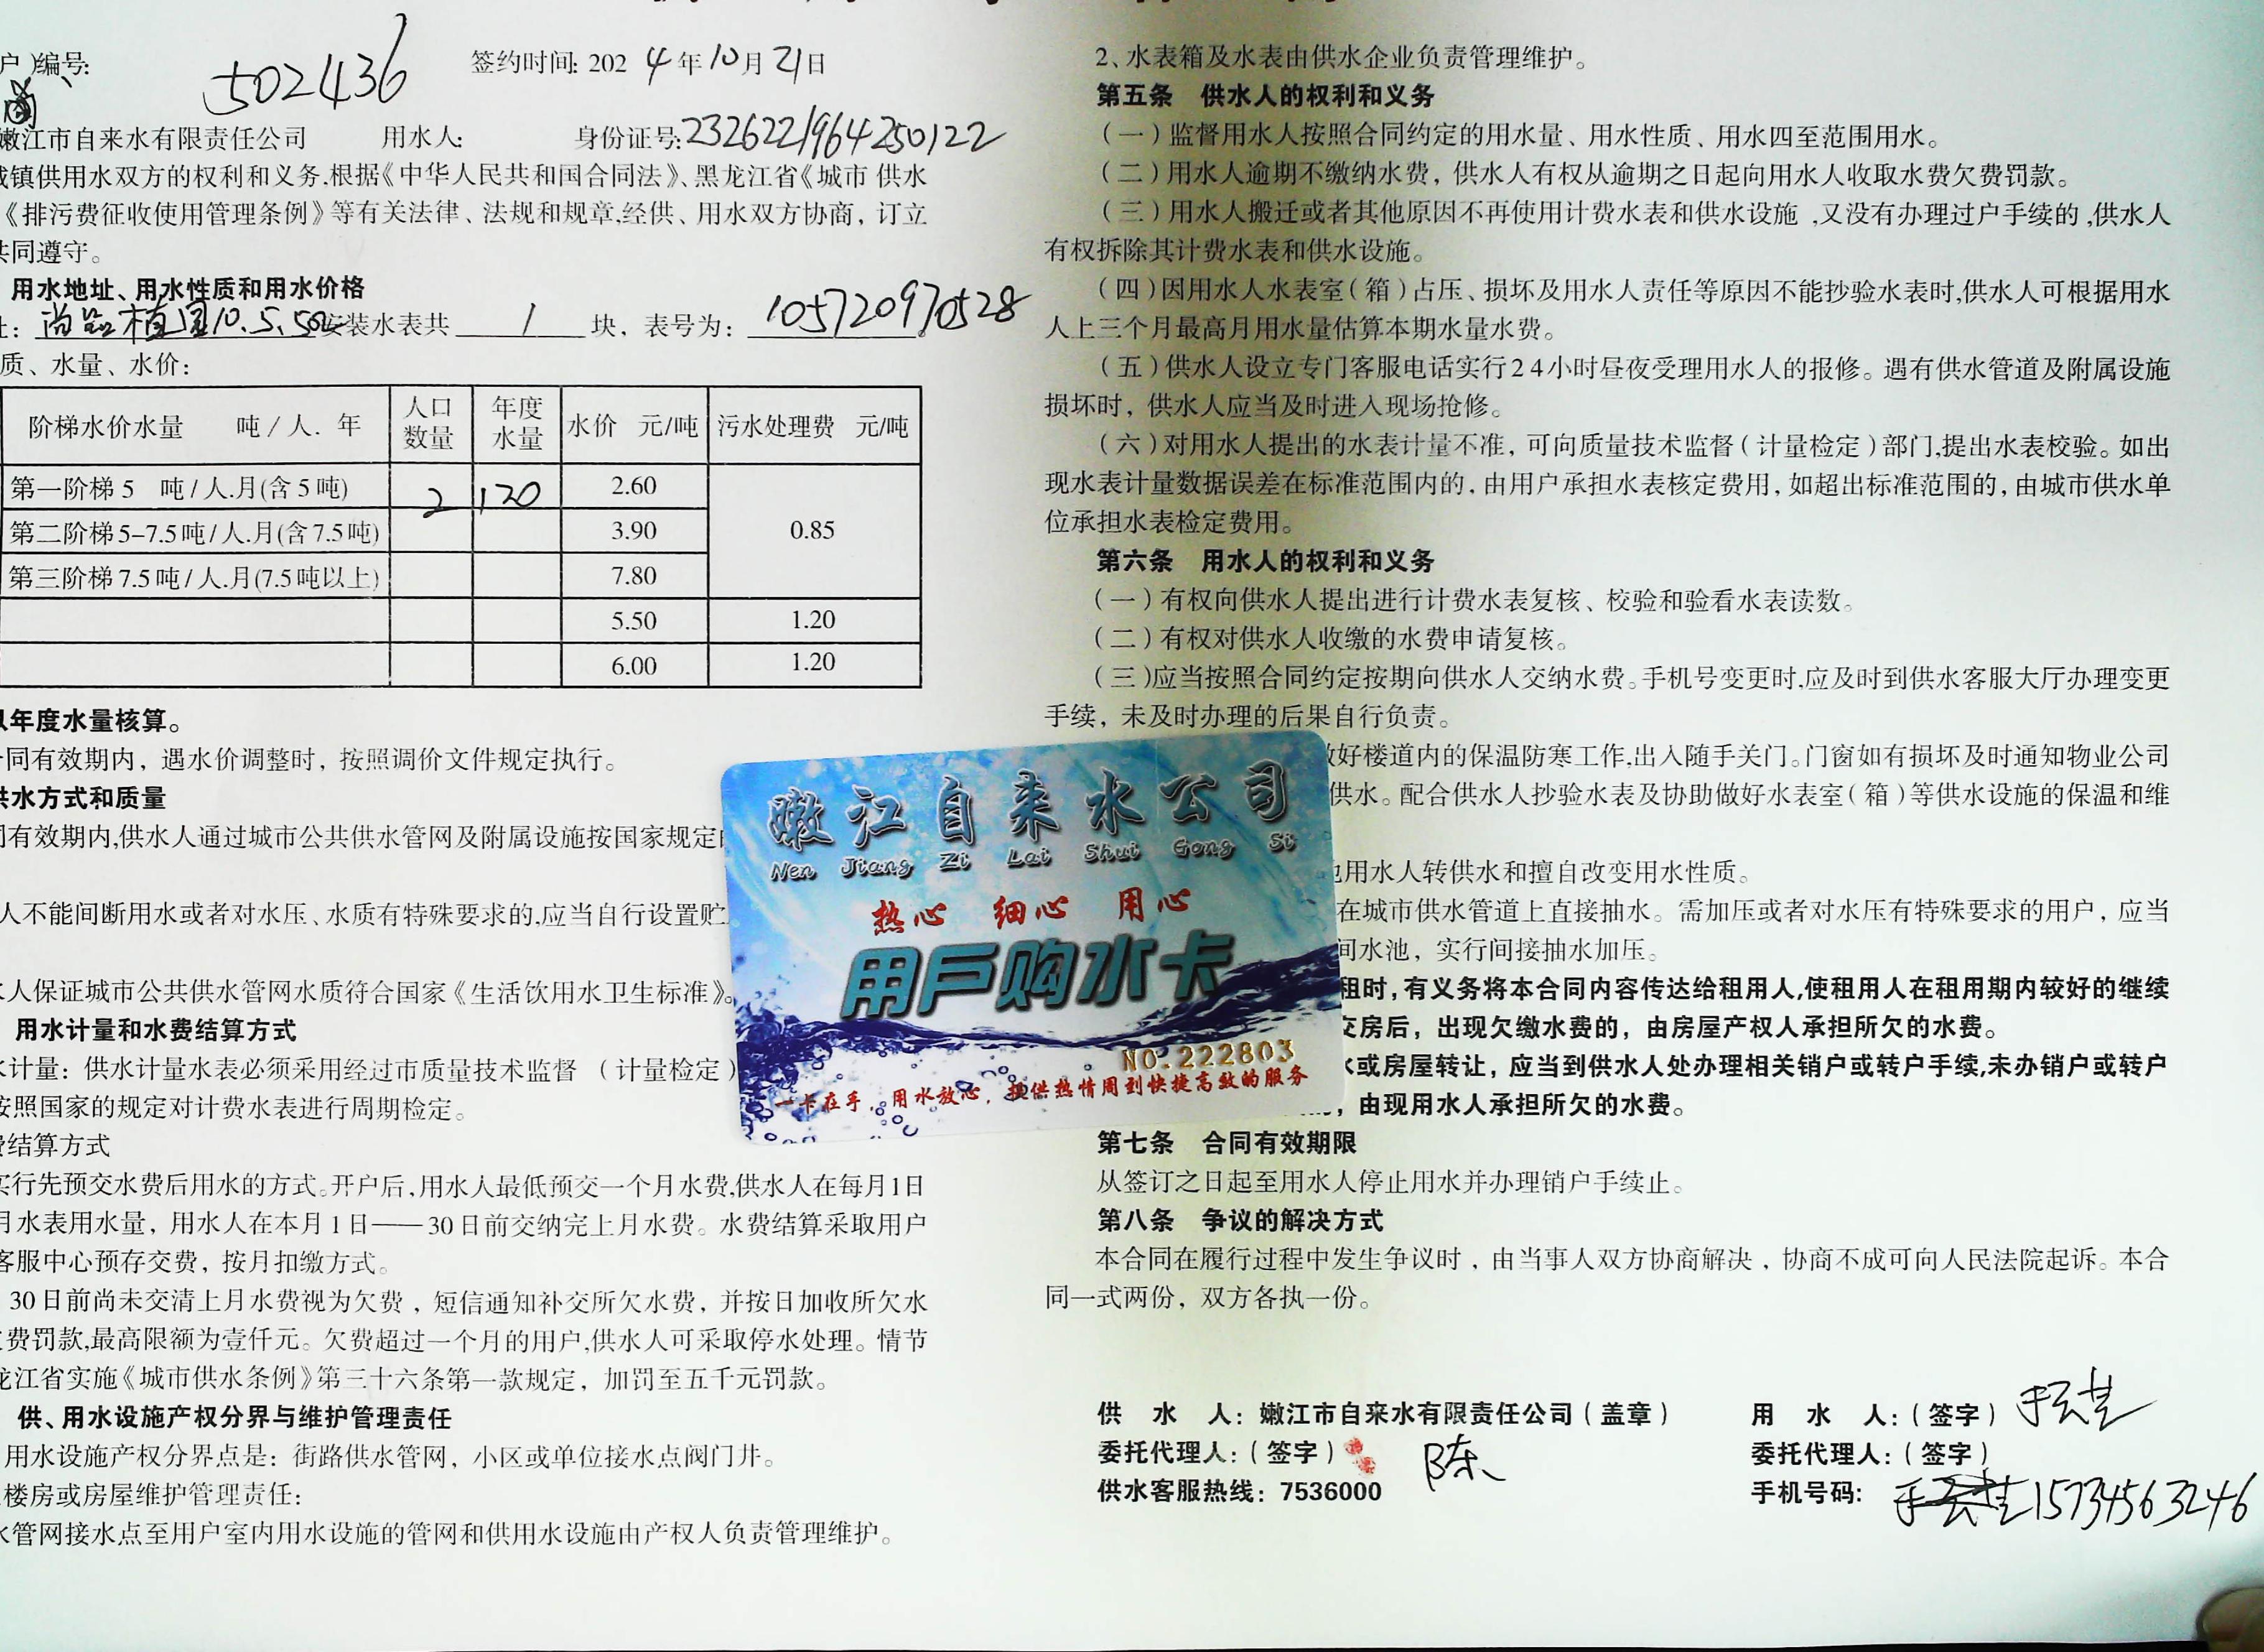 户)编号: 502436 签约时间: 2024年10月21日
嫩江市自来水有限责任公司 用水人: 身份证号: 2326221964250122
城镇供用水双方的权利和义务,根据《中华人民共和国合同法》、黑龙江省《城市 供水
《排污费征收使用管理条例》等有关法律、法规和规章,经供、用水双方协商，订立
共同遵守。
用水地址、用水性质和用水价格
址：尚品植园10.5.502安装水表共 1 块，表号为：105720970528
质、水量、水价：
阶梯水价水量 吨/人.年 人口数量 年度水量 水价 元/吨 污水处理费 元/吨
第一阶梯 5 吨/人.月(含 5 吨) 2 120 2.60 0.85
第二阶梯 5-7.5 吨/人.月(含 7.5 吨) 3.90
第三阶梯 7.5 吨/人.月(7.5 吨以上) 7.80
5.50 1.20
6.00 1.20
以年度水量核算。
合同有效期内，遇水价调整时，按照调价文件规定执行。
供水方式和质量
同有效期内,供水人通过城市公共供水管网及附属设施按国家规定
人不能间断用水或者对水压、水质有特殊要求的,应当自行设置贮
水人保证城市公共供水管网水质符合国家《生活饮用水卫生标准》。
用水计量和水费结算方式
水计量：供水计量水表必须采用经过市质量技术监督 （计量检定）
按照国家的规定对计费水表进行周期检定。
费结算方式
实行先预交水费后用水的方式。开户后,用水人最低预交一个月水费,供水人在每月1日
月水表用水量，用水人在本月 1 日——30 日前交纳完上月水费。水费结算采取用户
客服中心预存交费，按月扣缴方式。
30 日前尚未交清上月水费视为欠费，短信通知补交所欠水费，并按日加收所欠水
费罚款,最高限额为壹仟元。欠费超过一个月的用户,供水人可采取停水处理。情节
龙江省实施《城市供水条例》第三十六条第一款规定，加罚至五千元罚款。
供、用水设施产权分界与维护管理责任
用水设施产权分界点是：街路供水管网，小区或单位接水点阀门井。
楼房或房屋维护管理责任：
水管网接水点至用户室内用水设施的管网和供用水设施由产权人负责管理维护。
2、水表箱及水表由供水企业负责管理维护。
第五条 供水人的权利和义务
（一）监督用水人按照合同约定的用水量、用水性质、用水四至范围用水。
（二）用水人逾期不缴纳水费，供水人有权从逾期之日起向用水人收取水费欠费罚款。
（三）用水人搬迁或者其他原因不再使用计费水表和供水设施,又没有办理过户手续的,供水人
有权拆除其计费水表和供水设施。
（四）因用水人水表室（箱）占压、损坏及用水人责任等原因不能抄验水表时,供水人可根据用水
人上三个月最高月用水量估算本期水量水费。
（五）供水人设立专门客服电话实行24小时昼夜受理用水人的报修。遇有供水管道及附属设施
损坏时，供水人应当及时进入现场抢修。
（六）对用水人提出的水表计量不准，可向质量技术监督（计量检定）部门,提出水表校验。如出
现水表计量数据误差在标准范围内的,由用户承担水表核定费用,如超出标准范围的,由城市供水单
位承担水表检定费用。
第六条 用水人的权利和义务
（一）有权向供水人提出进行计费水表复核、校验和验看水表读数。
（二）有权对供水人收缴的水费申请复核。
（三）应当按照合同约定按期向供水人交纳水费。手机号变更时,应及时到供水客服大厅办理变更
手续，未及时办理的后果自行负责。
做好楼道内的保温防寒工作,出入随手关门。门窗如有损坏及时通知物业公司
供水。配合供水人抄验水表及协助做好水表室（箱）等供水设施的保温和维
他用水人转供水和擅自改变用水性质。
在城市供水管道上直接抽水。需加压或者对水压有特殊要求的用户，应当
间水池，实行间接抽水加压。
租时,有义务将本合同内容传达给租用人,使租用人在租用期内较好的继续
交房后，出现欠缴水费的，由房屋产权人承担所欠的水费。
水或房屋转让，应当到供水人处办理相关销户或转户手续,未办销户或转户
，由现用水人承担所欠的水费。
第七条 合同有效期限
从签订之日起至用水人停止用水并办理销户手续止。
第八条 争议的解决方式
本合同在履行过程中发生争议时，由当事人双方协商解决，协商不成可向人民法院起诉。本合
同一式两份，双方各执一份。
供 水 人：嫩江市自来水有限责任公司（盖章）
委托代理人：（签字） 陈
供水客服热线：7536000
用 水 人：（签字）
委托代理人：（签字）
手机号码： 15734563246
嫩江自来水公司
Nen Jiang Zi Lai Shui Gong Si
热心 细心 用心
用户购水卡
NO.222803
一卡在手，用水放心，提供热情周到快捷高效的服务